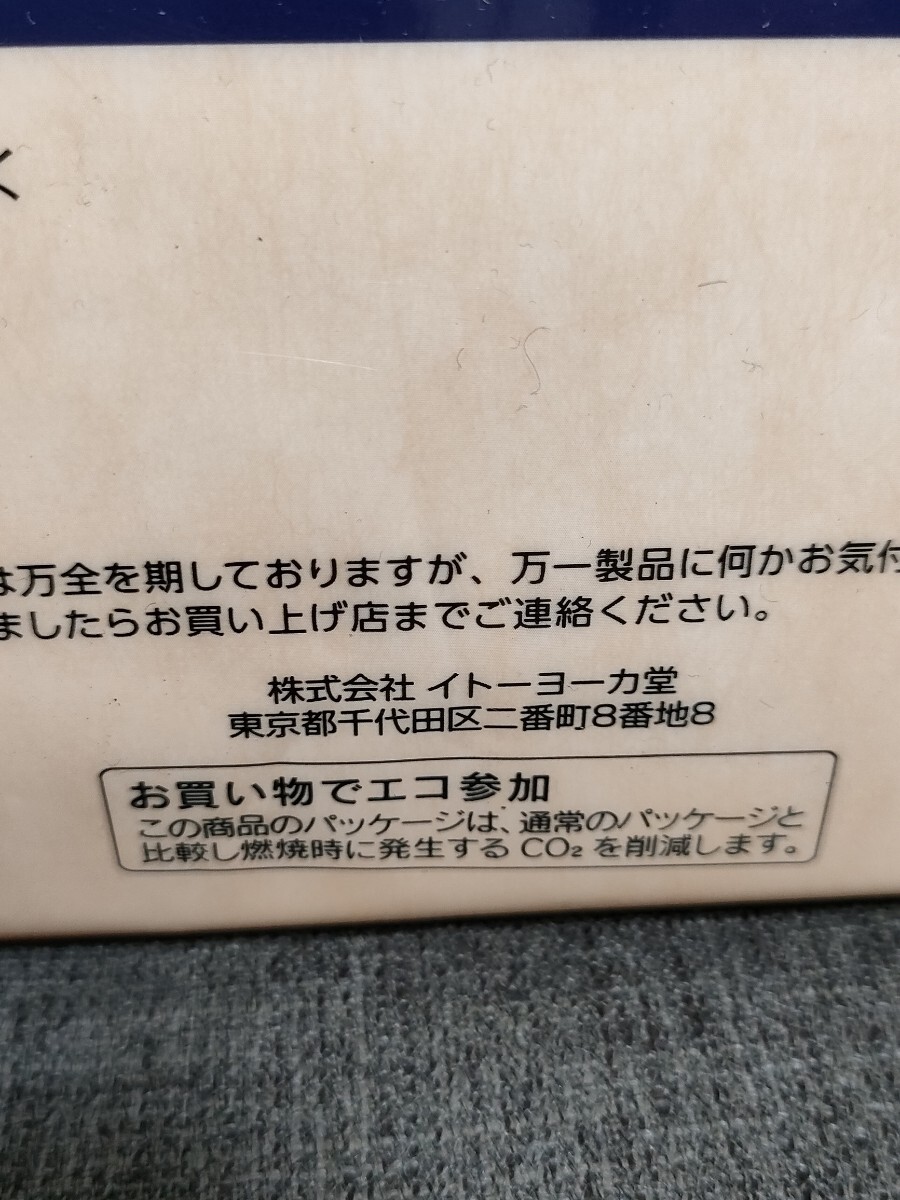 く
は万全を期しておりますが、万一製品に何かお気付
ましたらお買い上げ店までご連絡ください。
株式会社 イトーヨーカ堂
東京都千代田区二番町8番地8
お買い物でエコ参加
この商品のパッケージは、通常のパッケージと
比較し燃焼時に発生するCO₂を削減します。